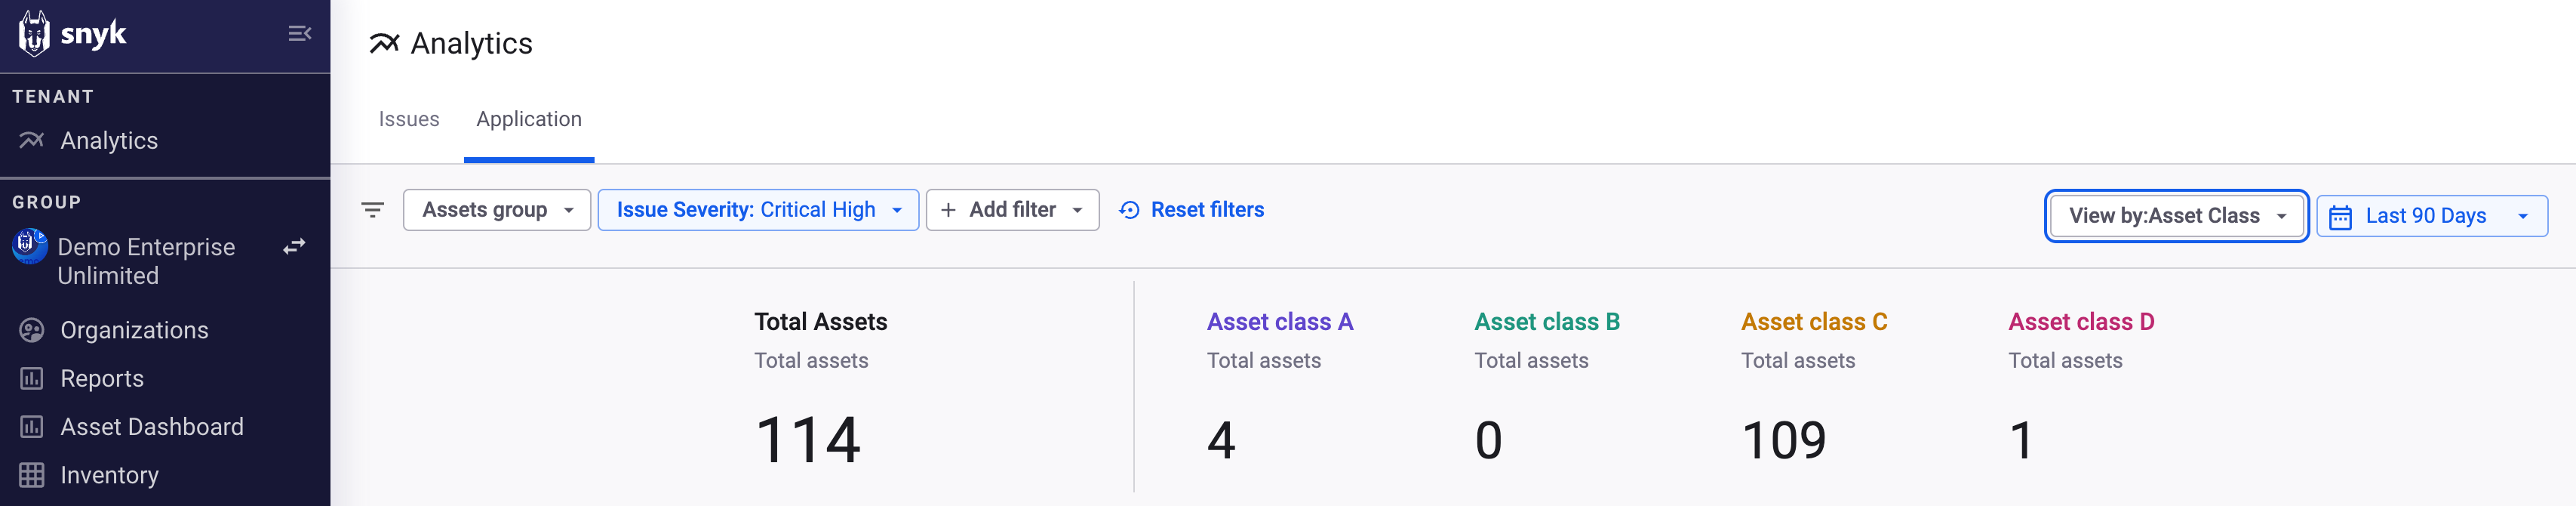 snyk
TENANT
Analytics
GROUP
Demo Enterprise
Unlimited
Organizations
Reports
Asset Dashboard
Inventory
Analytics
Issues
Application
Assets group
Issue Severity: Critical High
+ Add filter
Reset filters
View by:Asset Class
Last 90 Days
Total Assets
Total assets
114
Asset class A
Total assets
4
Asset class B
Total assets
0
Asset class C
Total assets
109
Asset class D
Total assets
1